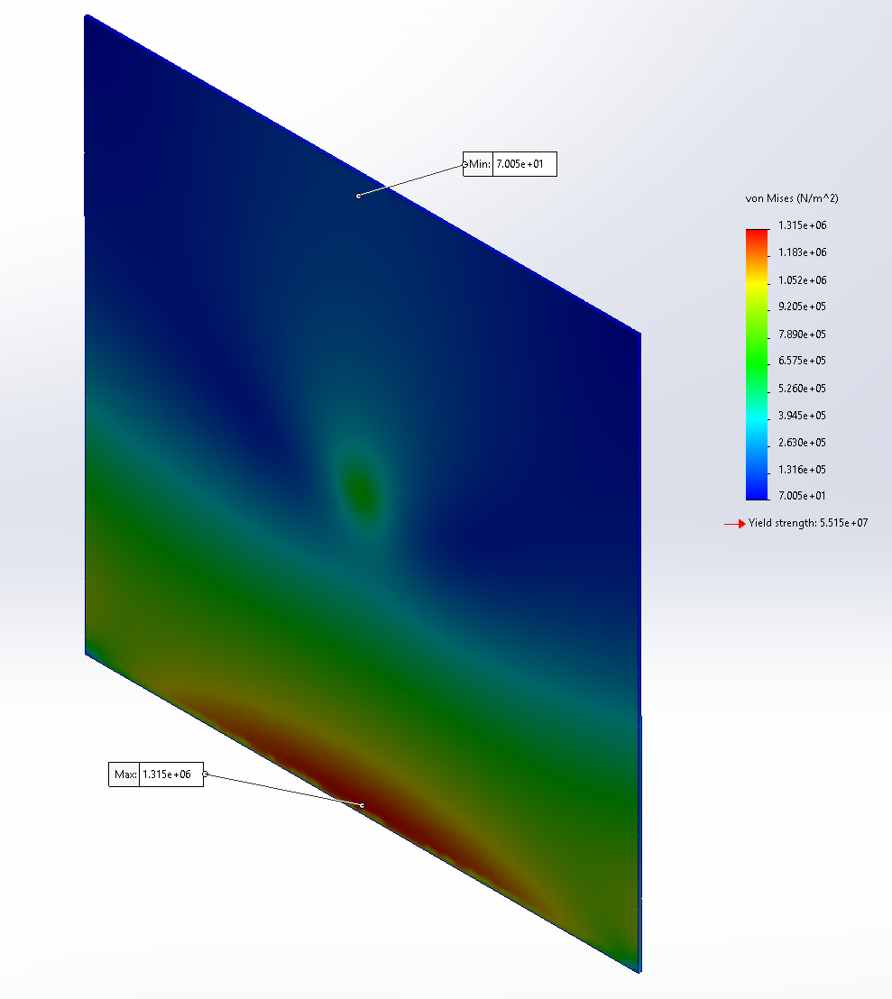 Min: 7.005e+01
von Mises (N/m^2)
1.315e+06
1.183e+06
1.052e+06
9.205e+05
7.890e+05
6.575e+05
5.260e+05
3.945e+05
2.630e+05
1.316e+05
7.005e+01
Yield strength: 5.515e+07
Max: 1.315e+06